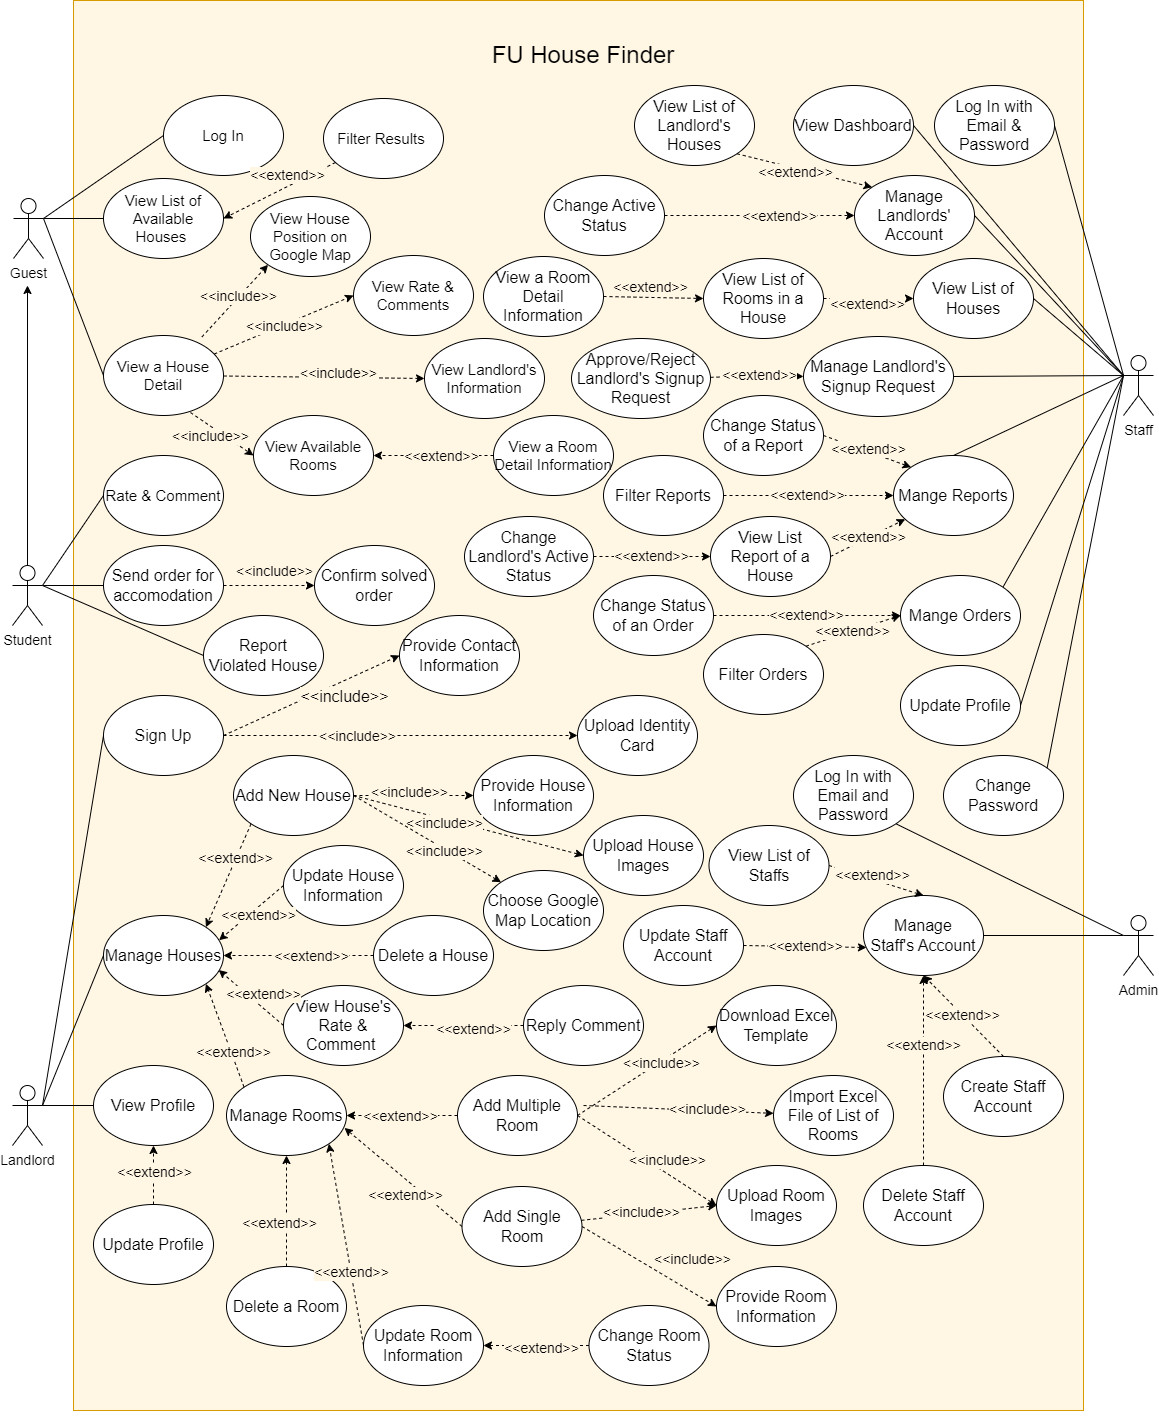 FU House Finder
Log In
Filter Results
<<extend>>
View List of
Available
Houses
View House
Position on
Google Map
Guest
<<include>>
View Rate &
Comments
<<include>>
View a House
Detail
<<include>>
View Landlord's
Information
<<include>>
View Available
Rooms
<<extend>>
View a Room
Detail Information
View List of
Landlord's
Houses
View Dashboard
Log In with
Email &
Password
<<extend>>
Change Active
Status
<<extend>>
Manage
Landlords'
Account
View a Room
Detail
Information
<<extend>>
View List of
Rooms in a
House
<<extend>>
View List of
Houses
Approve/Reject
Landlord's Signup
Request
<<extend>>
Manage Landlord's
Signup Request
Staff
Change Status
of a Report
<<extend>>
Filter Reports
<<extend>>
Mange Reports
Change
Landlord's Active
Status
<<extend>>
View List
Report of a
House
<<extend>>
Change Status
of an Order
<<extend>>
<<extend>>
Mange Orders
Filter Orders
Update Profile
Change
Password
Rate & Comment
Send order for
accomodation
<<include>>
Confirm solved
order
Student
Report
Violated House
Provide Contact
Information
<<include>>
Sign Up
<<include>>
Upload Identity
Card
Add New House
<<include>>
Provide House
Information
<<include>>
Upload House
Images
<<include>>
Choose Google
Map Location
<<extend>>
Update House
Information
<<extend>>
Manage Houses
<<extend>>
Delete a House
<<extend>>
View House's
Rate &
Comment
<<extend>>
Reply Comment
<<extend>>
Log In with
Email and
Password
View List of
Staffs
<<extend>>
Update Staff
Account
<<extend>>
Manage
Staff's Account
Admin
<<extend>>
<<extend>>
Create Staff
Account
Delete Staff
Account
Landlord
View Profile
<<extend>>
Update Profile
Manage Rooms
<<extend>>
Add Multiple
Room
<<include>>
Download Excel
Template
<<include>>
Import Excel
File of List of
Rooms
<<include>>
Upload Room
Images
<<extend>>
Add Single
Room
<<include>>
<<include>>
Provide Room
Information
<<extend>>
Delete a Room
<<extend>>
Update Room
Information
<<extend>>
Change Room
Status